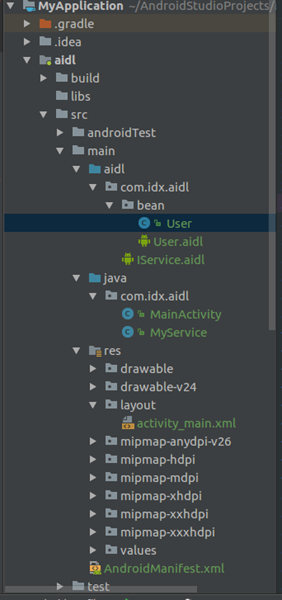 MyApplication ~/AndroidStudioProjects/
.gradle
.idea
aidl
build
libs
src
androidTest
main
aidl
com.idx.aidl
bean
User
User.aidl
IService.aidl
java
com.idx.aidl
MainActivity
MyService
res
drawable
drawable-v24
layout
activity_main.xml
mipmap-anydpi-v26
mipmap-hdpi
mipmap-mdpi
mipmap-xhdpi
mipmap-xxhdpi
mipmap-xxxhdpi
values
AndroidManifest.xml
test